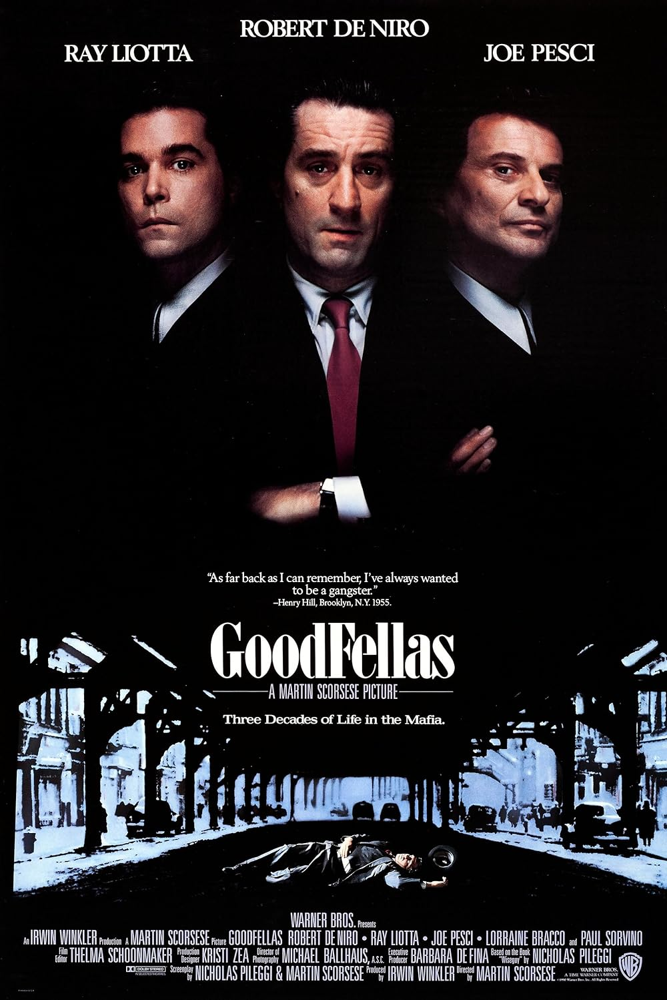 ROBERT DE NIRO
RAY LIOTTA
JOE PESCI
“As far back as I can remember, I’ve always wanted
to be a gangster.”
–Henry Hill, Brooklyn, N.Y. 1955.
GoodFellas
A MARTIN SCORSESE PICTURE
Three Decades of Life in the Mafia.
WARNER BROS. Presents
An IRWIN WINKLER Production A MARTIN SCORSESE Picture GOODFELLAS ROBERT DE NIRO • RAY LIOTTA • JOE PESCI • LORRAINE BRACCO and PAUL SORVINO
Film Editor THELMA SCHOONMAKER Production Designer KRISTI ZEA Director of Photography MICHAEL BALLHAUS, A.S.C. Executive Producer BARBARA DE FINA Based on the Book "Wiseguy" by NICHOLAS PILEGGI
DOLBY STEREO IN SELECTED THEATRES Screenplay by NICHOLAS PILEGGI & MARTIN SCORSESE Produced by IRWIN WINKLER Directed by MARTIN SCORSESE
WARNER BROS.
A TIME WARNER COMPANY
©1990 Warner Bros. Inc. All Rights Reserved
WB